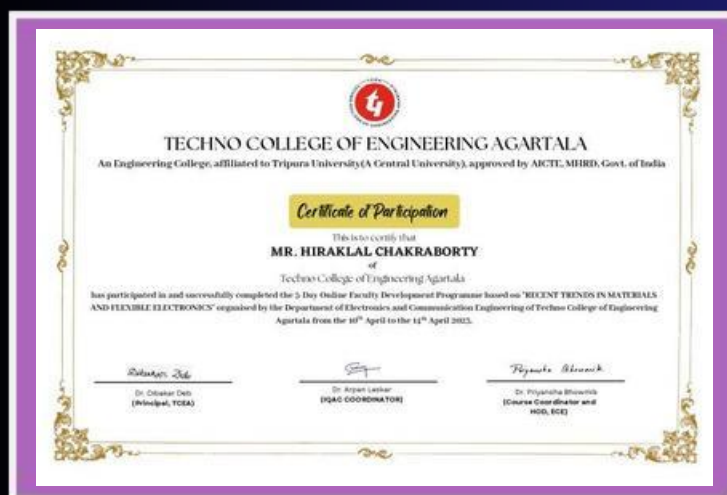 TECHNO COLLEGE OF ENGINEERING AGARTALA
An Engineering College, affiliated to Tripura University(A Central University), approved by AICTE, MHRD, Govt. of India
Certificate of Participation
This is to certify that
MR. HIRAKLAL CHAKRABORTY
of
Techno College of Engineering Agartala
has participated in and successfully completed the 5 Day Online Faculty Development Programme based on "RECENT TRENDS IN MATERIALS
AND FLEXIBLE ELECTRONICS" organised by the Department of Electronics and Communication Engineering of Techno College of Engineering
Agartala from the 10th April to the 14th April 2023.
Dibakar Deb
Priyansha Bhowmik
Dr. Dibakar Deb
(Principal, TCEA)
Dr. Arpan Laskar
(IQAC COORDINATOR)
Dr. Priyansha Bhowmik
(Course Coordinator and
HOD, ECE)